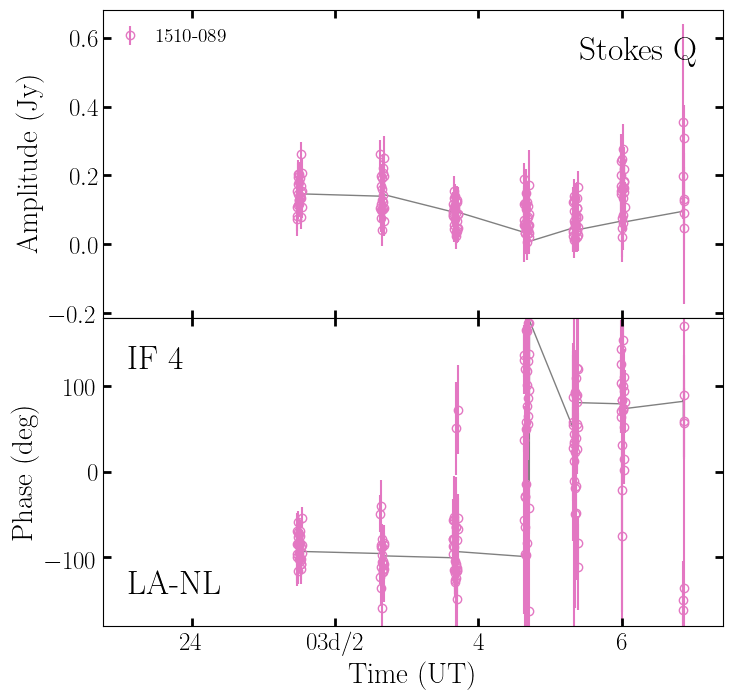 1510-089
Stokes Q
0.6
0.4
0.2
0.0
−0.2
Amplitude (Jy)
IF 4
100
0
−100
Phase (deg)
LA-NL
24 03d/2 4 6
Time (UT)